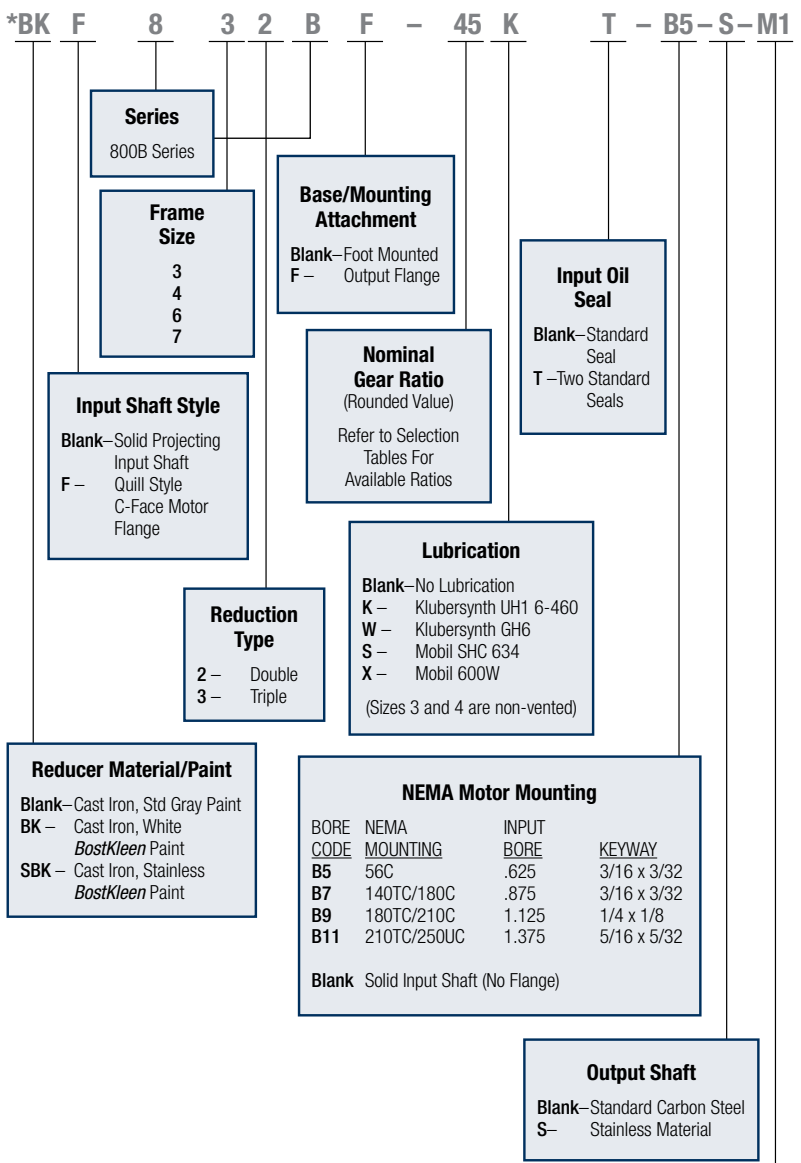 *BK F 8 3 2 B F – 45 K T – B5 – S – M1
Series
800B Series
Frame
Size
3
4
6
7
Base/Mounting
Attachment
Blank–Foot Mounted
F – Output Flange
Input Oil
Seal
Blank–Standard
Seal
T –Two Standard
Seals
Nominal
Gear Ratio
(Rounded Value)
Refer to Selection
Tables For
Available Ratios
Input Shaft Style
Blank–Solid Projecting
Input Shaft
F – Quill Style
C-Face Motor
Flange
Lubrication
Blank–No Lubrication
K – Klubersynth UH1 6-460
W – Klubersynth GH6
S – Mobil SHC 634
X – Mobil 600W
(Sizes 3 and 4 are non-vented)
Reduction
Type
2 – Double
3 – Triple
Reducer Material/Paint
Blank–Cast Iron, Std Gray Paint
BK – Cast Iron, White
BostKleen Paint
SBK – Cast Iron, Stainless
BostKleen Paint
NEMA Motor Mounting
BORE NEMA INPUT
CODE MOUNTING BORE KEYWAY
B5 56C .625 3/16 x 3/32
B7 140TC/180C .875 3/16 x 3/32
B9 180TC/210C 1.125 1/4 x 1/8
B11 210TC/250UC 1.375 5/16 x 5/32
Blank Solid Input Shaft (No Flange)
Output Shaft
Blank–Standard Carbon Steel
S– Stainless Material